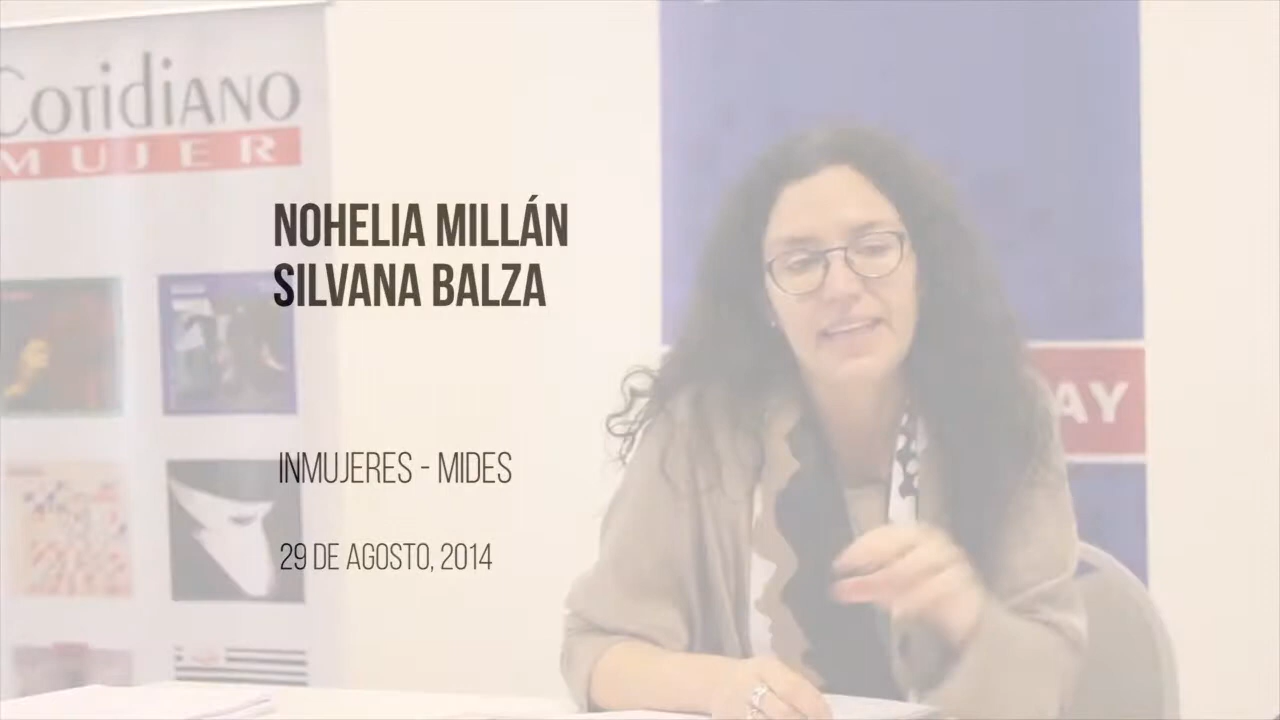 Cotidiano
MUJER
NOHELIA MILLÁN
SILVANA BALZA
AY
INMUJERES - MIDES
29 DE AGOSTO, 2014